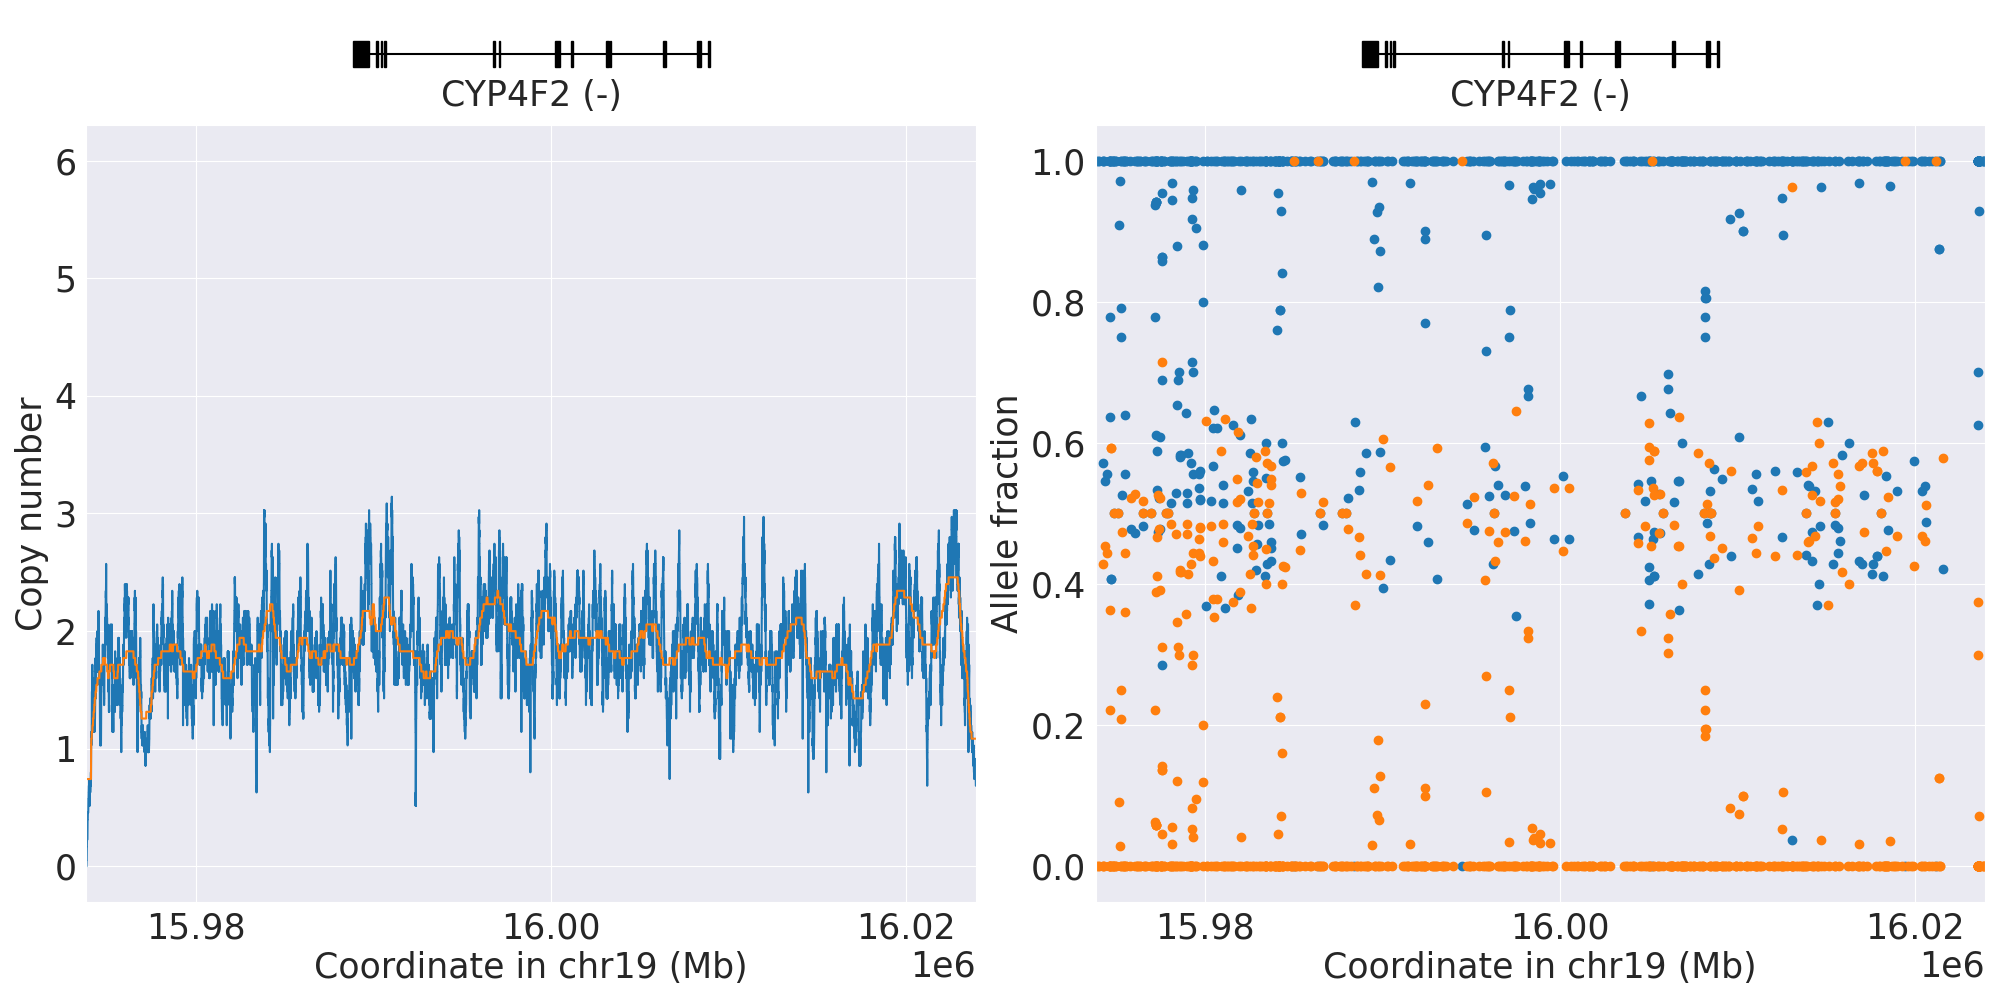 CYP4F2 (-)
6
5
4
3
2
1
0
Copy number
15.98
16.00
16.02
Coordinate in chr19 (Mb)
1e6
CYP4F2 (-)
1.0
0.8
0.6
0.4
0.2
0.0
Allele fraction
15.98
16.00
16.02
Coordinate in chr19 (Mb)
1e6